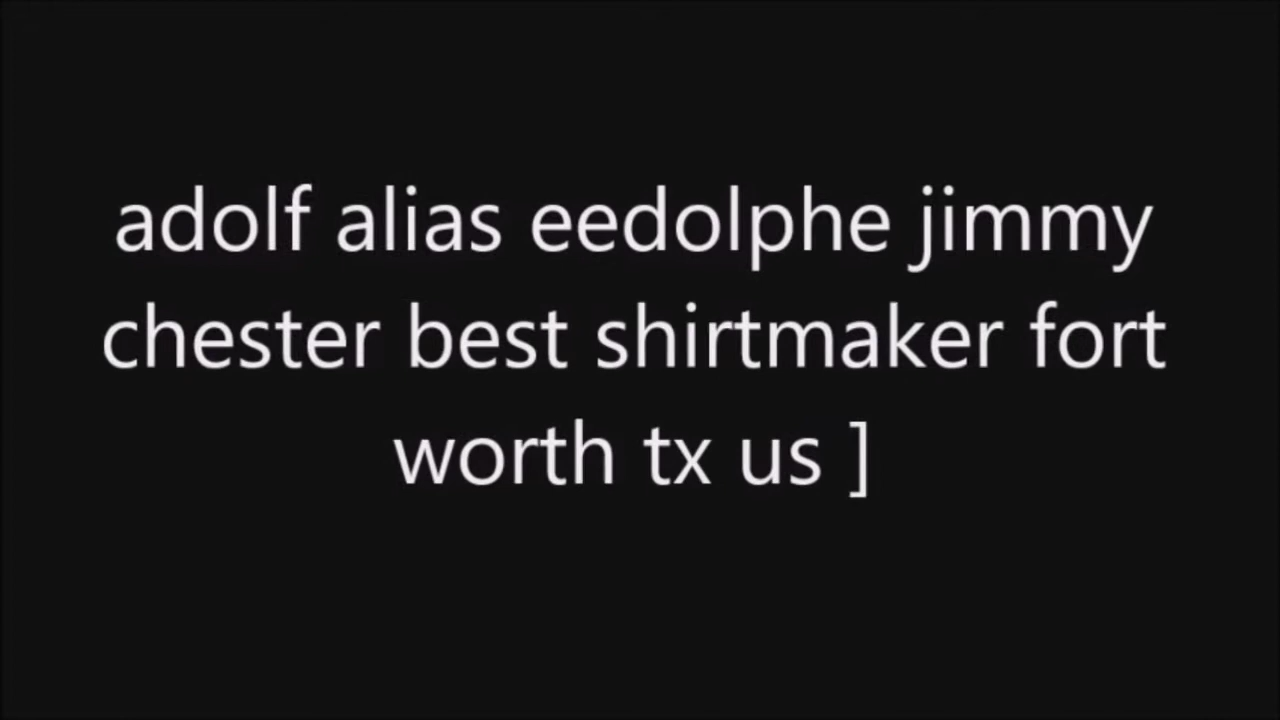 adolf alias eedolphe jimmy
chester best shirtmaker fort
worth tx us ]